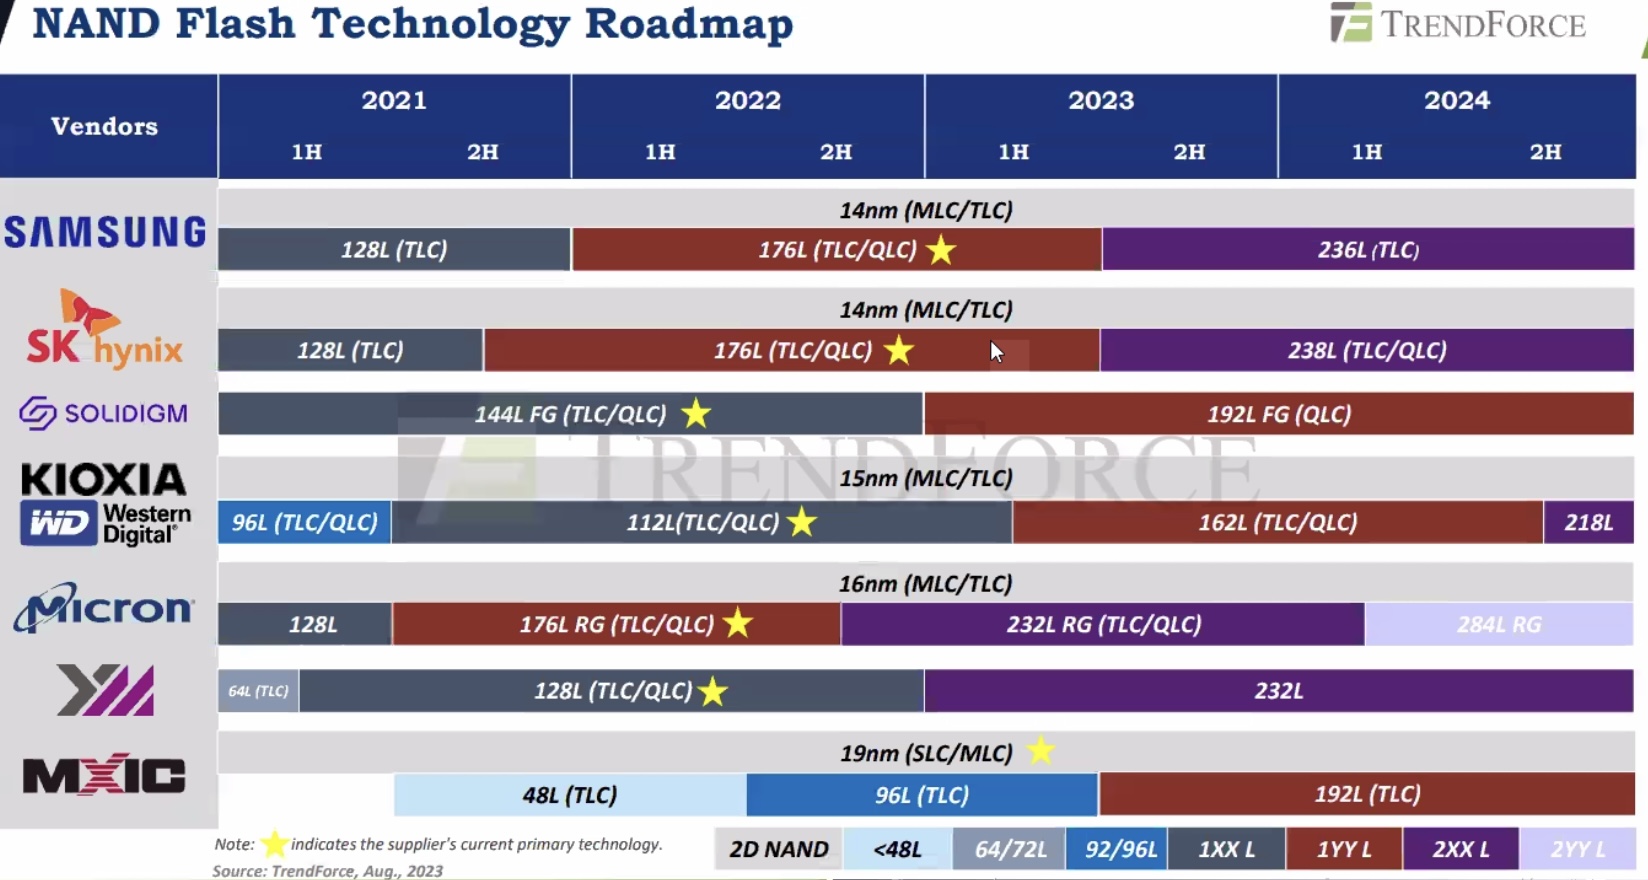 NAND Flash Technology Roadmap
TRENDFORCE
Vendors
2021
2022
2023
2024
1H 2H 1H 2H 1H 2H 1H 2H
SAMSUNG
14nm (MLC/TLC)
128L (TLC)
176L (TLC/QLC)
236L (TLC)
SK hynix
14nm (MLC/TLC)
128L (TLC)
176L (TLC/QLC)
238L (TLC/QLC)
SOLIDIGM
144L FG (TLC/QLC)
192L FG (QLC)
TRENDFORCE
KIOXIA
WD Western
Digital
15nm (MLC/TLC)
96L (TLC/QLC)
112L(TLC/QLC)
162L (TLC/QLC)
218L
Micron
16nm (MLC/TLC)
128L
176L RG (TLC/QLC)
232L RG (TLC/QLC)
284L RG
64L (TLC)
128L (TLC/QLC)
232L
MXIC
19nm (SLC/MLC)
48L (TLC)
96L (TLC)
192L (TLC)
Note: indicates the supplier's current primary technology.
Source: TrendForce, Aug., 2023
2D NAND
<48L
64/72L
92/96L
1XX L
1YY L
2XX L
2YY L